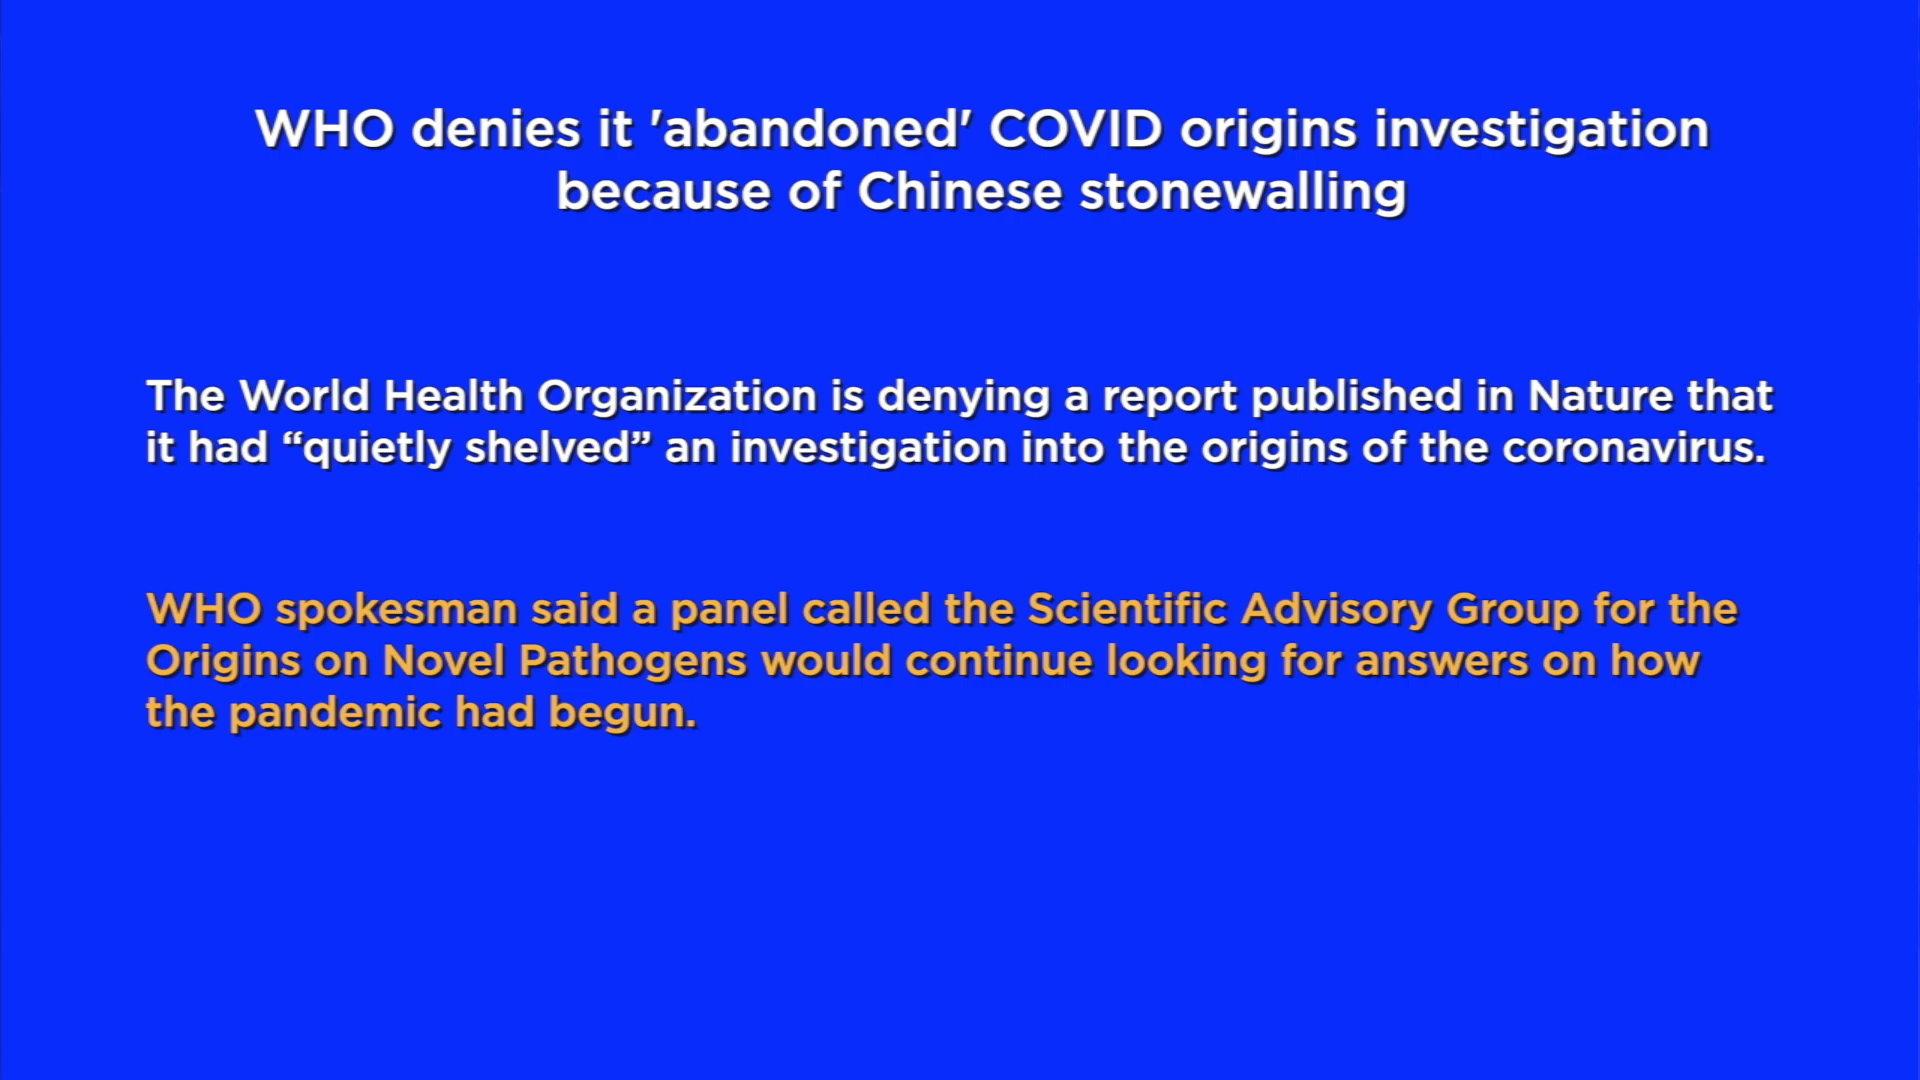 WHO denies it 'abandoned' COVID origins investigation
because of Chinese stonewalling
The World Health Organization is denying a report published in Nature that
it had “quietly shelved” an investigation into the origins of the coronavirus.
WHO spokesman said a panel called the Scientific Advisory Group for the
Origins on Novel Pathogens would continue looking for answers on how
the pandemic had begun.